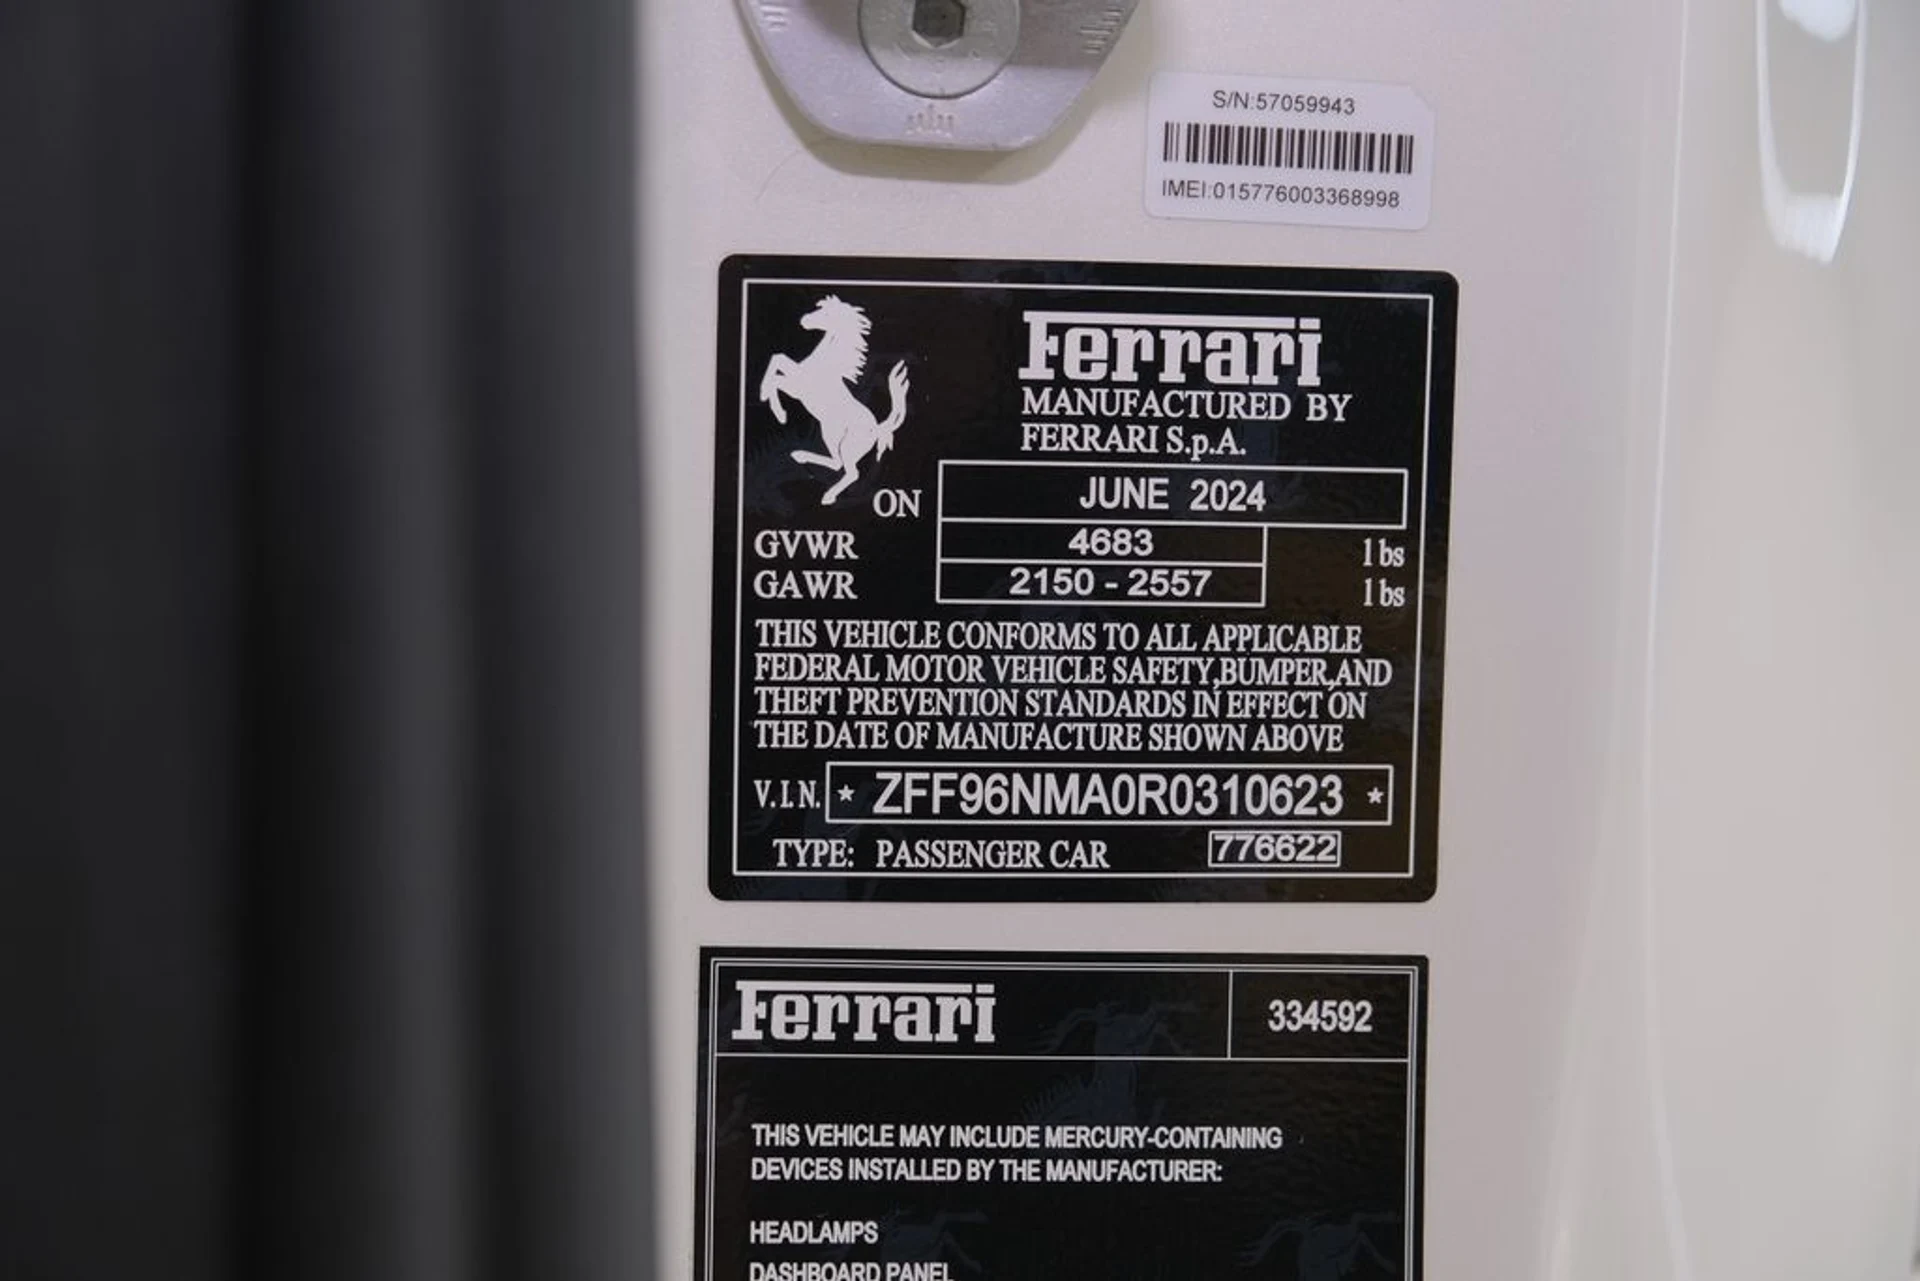 S/N:57059943
IMEI:015776003368998
Ferrari
MANUFACTURED BY
FERRARI S.p.A.
ON JUNE 2024
GVWR 4683 lbs
GAWR 2150 - 2557 lbs
THIS VEHICLE CONFORMS TO ALL APPLICABLE
FEDERAL MOTOR VEHICLE SAFETY,BUMPER,AND
THEFT PREVENTION STANDARDS IN EFFECT ON
THE DATE OF MANUFACTURE SHOWN ABOVE
V.I.N. * ZFF96NMA0R0310623 *
TYPE: PASSENGER CAR 776622
Ferrari 334592
THIS VEHICLE MAY INCLUDE MERCURY-CONTAINING
DEVICES INSTALLED BY THE MANUFACTURER:
HEADLAMPS
DASHBOARD PANEL